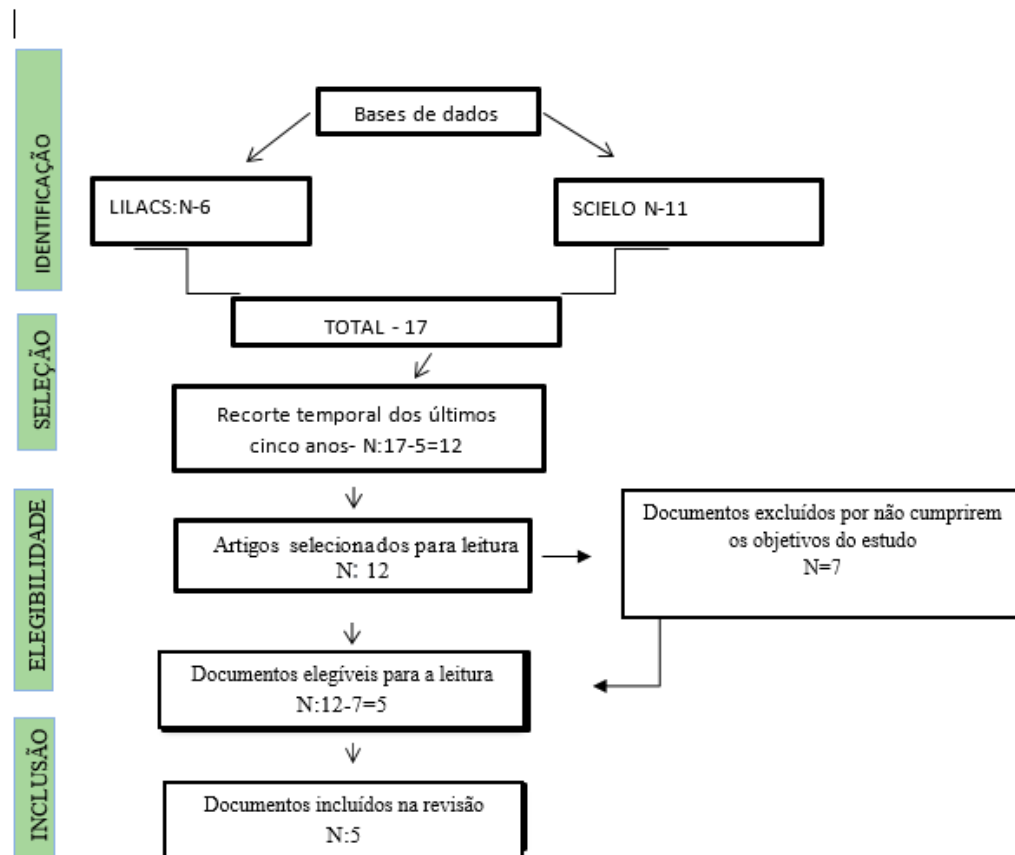 IDENTIFICAÇÃO
Bases de dados
LILACS:N-6
SCIELO N-11
TOTAL - 17
SELEÇÃO
Recorte temporal dos últimos
cinco anos- N:17-5=12
ELEGIBILIDADE
Artigos selecionados para leitura
N: 12
Documentos excluídos por não cumprirem
os objetivos do estudo
N=7
Documentos elegíveis para a leitura
N:12-7=5
INCLUSÃO
Documentos incluídos na revisão
N:5